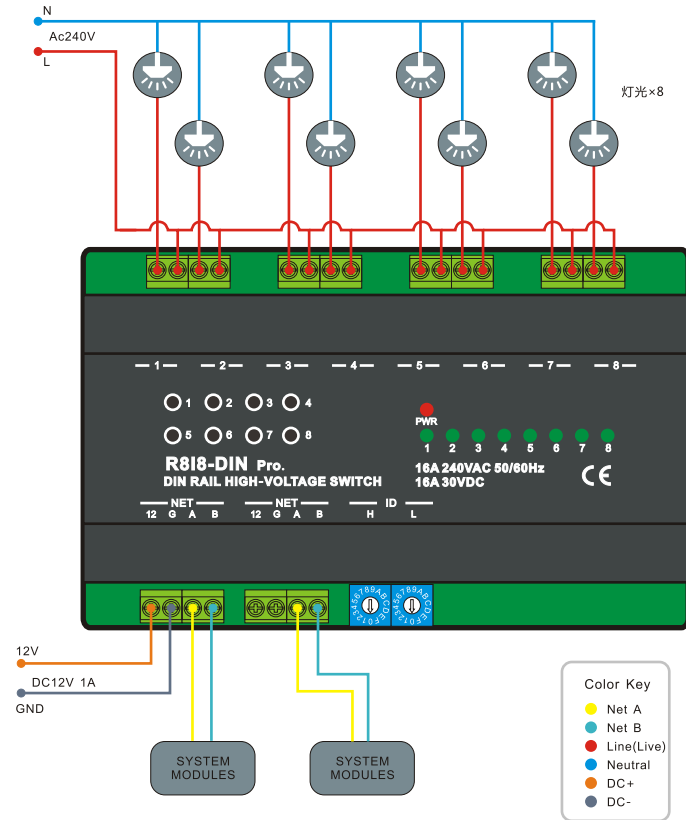 N
Ac240V
L
灯光×8
1 2 3 4 5 6 7 8
1 2 3 4
5 6 7 8
PWR
1 2 3 4 5 6 7 8
R8I8-DIN Pro.
DIN RAIL HIGH-VOLTAGE SWITCH
16A 240VAC 50/60Hz
16A 30VDC
CE
NET NET ID
12 G A B 12 G A B H L
0123456789ABCDEF 0123456789ABCDEF
12V
DC12V 1A
GND
SYSTEM
MODULES
SYSTEM
MODULES
Color Key
Net A
Net B
Line(Live)
Neutral
DC+
DC-